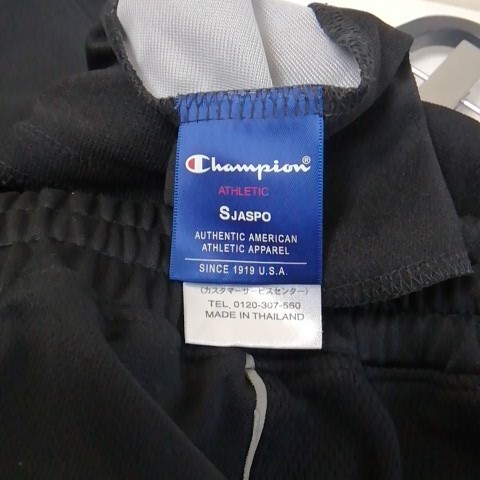 Champion®
ATHLETIC
SJASPO
AUTHENTIC AMERICAN
ATHLETIC APPAREL
SINCE 1919 U.S.A.
(カスタマーサービスセンター)
TEL, 0120-307-560
MADE IN THAILAND